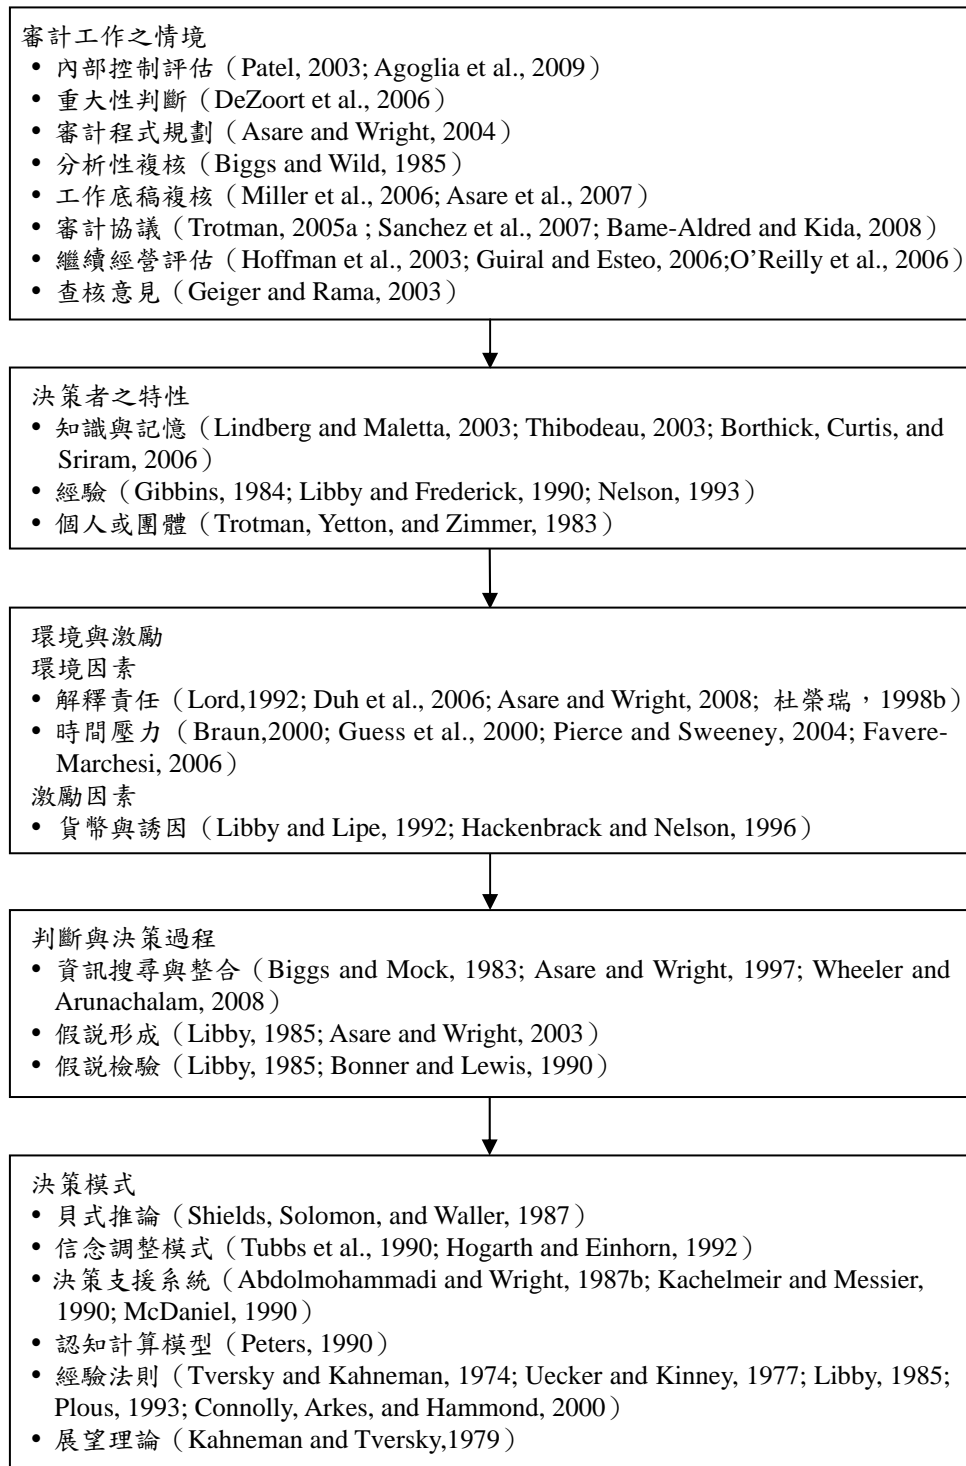 審計工作之情境
• 內部控制評估（Patel, 2003; Agoglia et al., 2009）
• 重大性判斷（DeZoort et al., 2006）
• 審計程式規劃（Asare and Wright, 2004）
• 分析性複核（Biggs and Wild, 1985）
• 工作底稿複核（Miller et al., 2006; Asare et al., 2007）
• 審計協議（Trotman, 2005a ; Sanchez et al., 2007; Bame-Aldred and Kida, 2008）
• 繼續經營評估（Hoffman et al., 2003; Guiral and Esteo, 2006;O’Reilly et al., 2006）
• 查核意見（Geiger and Rama, 2003）
決策者之特性
• 知識與記憶（Lindberg and Maletta, 2003; Thibodeau, 2003; Borthick, Curtis, and
Sriram, 2006）
• 經驗（Gibbins, 1984; Libby and Frederick, 1990; Nelson, 1993）
• 個人或團體（Trotman, Yetton, and Zimmer, 1983）
環境與激勵
環境因素
• 解釋責任（Lord,1992; Duh et al., 2006; Asare and Wright, 2008; 杜榮瑞，1998b）
• 時間壓力（Braun,2000; Guess et al., 2000; Pierce and Sweeney, 2004; Favere-
Marchesi, 2006）
激勵因素
• 貨幣與誘因（Libby and Lipe, 1992; Hackenbrack and Nelson, 1996）
判斷與決策過程
• 資訊搜尋與整合（Biggs and Mock, 1983; Asare and Wright, 1997; Wheeler and
Arunachalam, 2008）
• 假說形成（Libby, 1985; Asare and Wright, 2003）
• 假說檢驗（Libby, 1985; Bonner and Lewis, 1990）
決策模式
• 貝式推論（Shields, Solomon, and Waller, 1987）
• 信念調整模式（Tubbs et al., 1990; Hogarth and Einhorn, 1992）
• 決策支援系統（Abdolmohammadi and Wright, 1987b; Kachelmeir and Messier,
1990; McDaniel, 1990）
• 認知計算模型（Peters, 1990）
• 經驗法則（Tversky and Kahneman, 1974; Uecker and Kinney, 1977; Libby, 1985;
Plous, 1993; Connolly, Arkes, and Hammond, 2000）
• 展望理論（Kahneman and Tversky,1979）